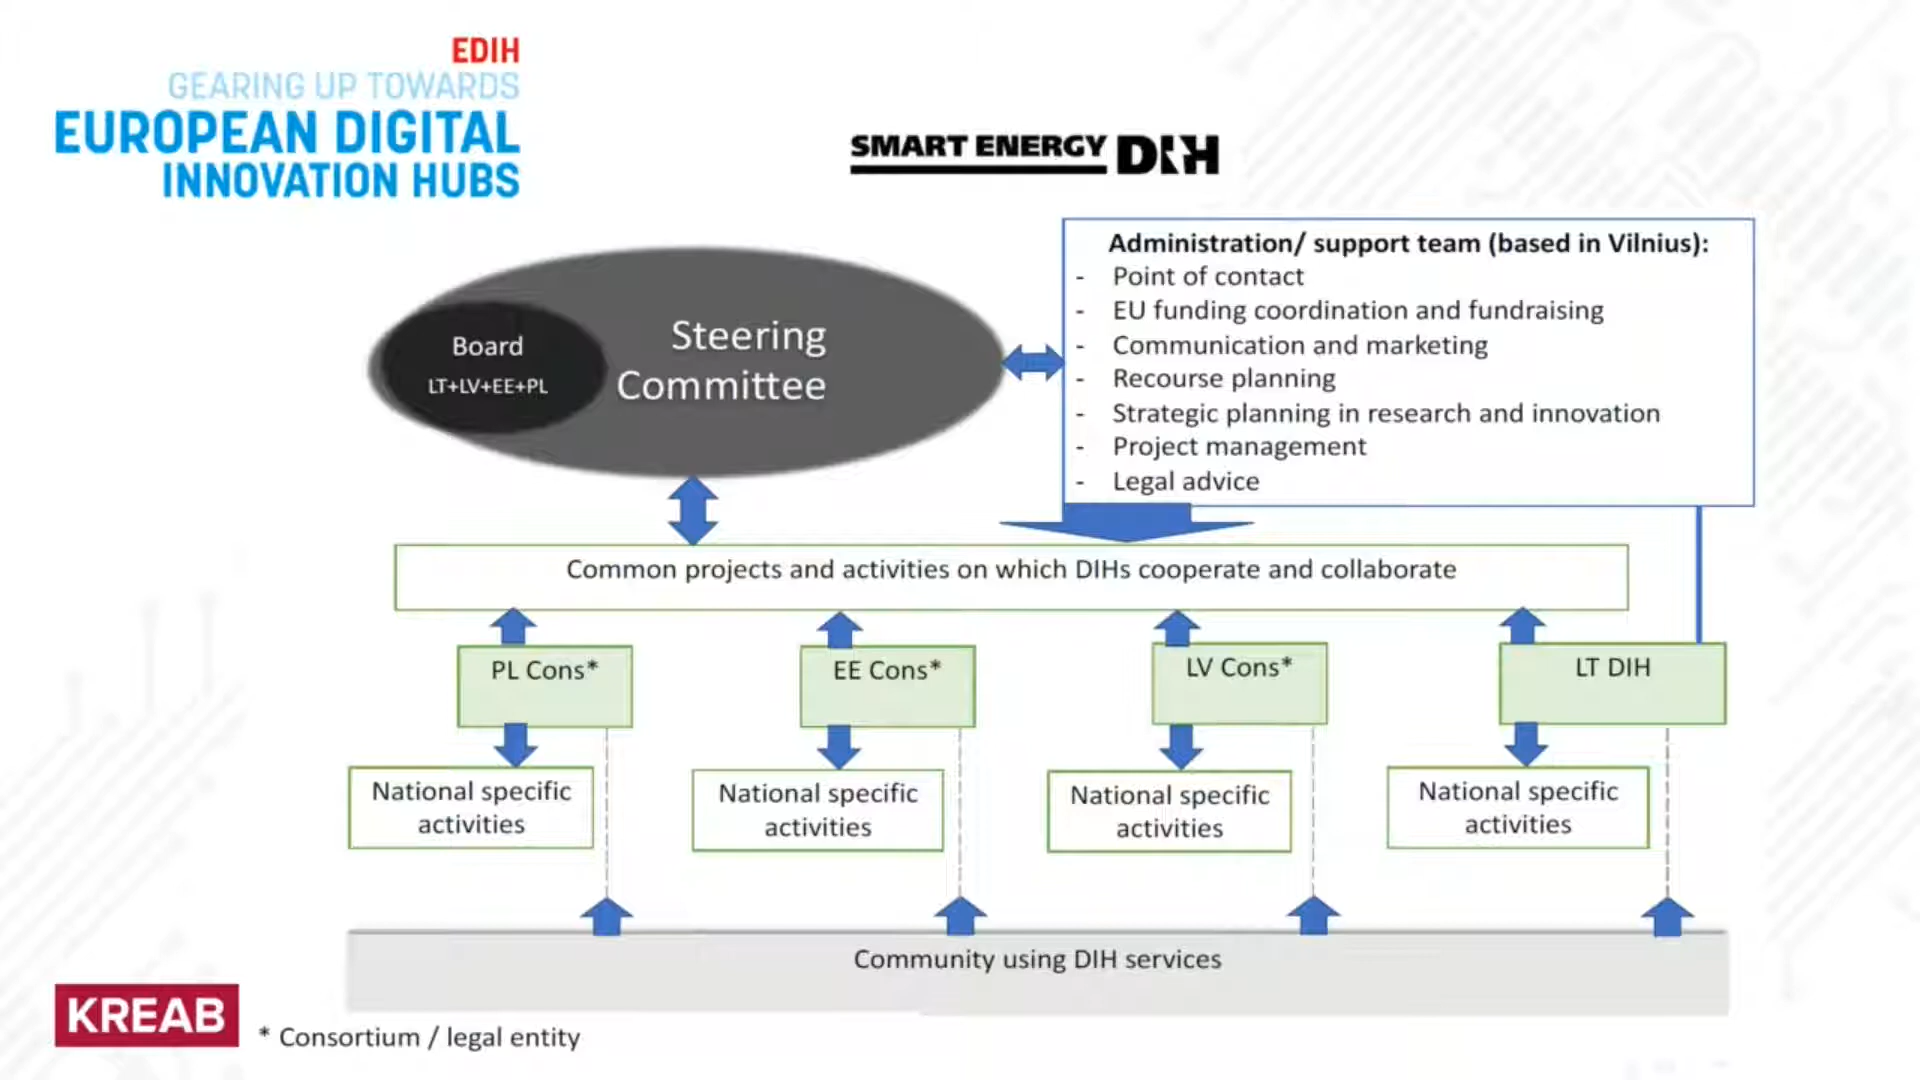 EDIH
GEARING UP TOWARDS
EUROPEAN DIGITAL
INNOVATION HUBS
SMART ENERGY DIH
Board
LT+LV+EE+PL
Steering
Committee
Administration/ support team (based in Vilnius):
- Point of contact
- EU funding coordination and fundraising
- Communication and marketing
- Recourse planning
- Strategic planning in research and innovation
- Project management
- Legal advice
Common projects and activities on which DIHs cooperate and collaborate
PL Cons*
EE Cons*
LV Cons*
LT DIH
National specific
activities
National specific
activities
National specific
activities
National specific
activities
Community using DIH services
KREAB
* Consortium / legal entity